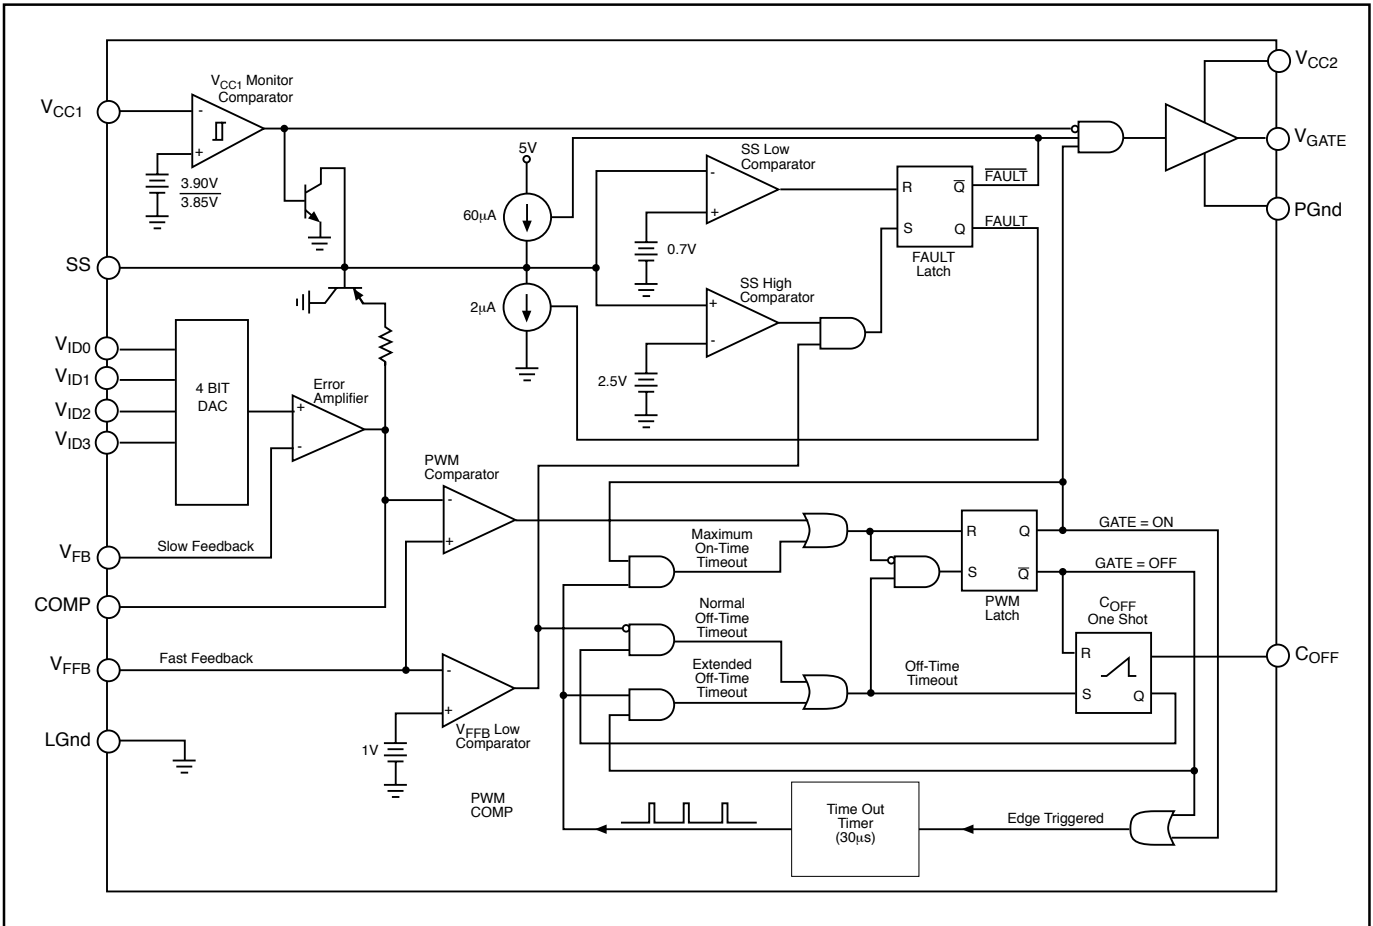 VCC1 Monitor
Comparator
VCC1
-
+
3.90V
3.85V
5V
60µA
2µA
SS
SS Low
Comparator
-
+
0.7V
SS High
Comparator
+
-
2.5V
R
S
Q̅
Q
F̅A̅U̅L̅T̅
FAULT
FAULT
Latch
VCC2
VGATE
PGnd
VID0
VID1
VID2
VID3
4 BIT
DAC
Error
Amplifier
+
-
VFB
Slow Feedback
COMP
PWM
Comparator
-
+
VFFB
Fast Feedback
-
+
VFFB Low
Comparator
1V
LGnd
PWM
COMP
Maximum
On-Time
Timeout
Normal
Off-Time
Timeout
Extended
Off-Time
Timeout
Off-Time
Timeout
R
S
Q
Q̅
PWM
Latch
GATE = ON
GATE = OFF
COFF
One Shot
R
S
Q
COFF
Time Out
Timer
(30µs)
Edge Triggered